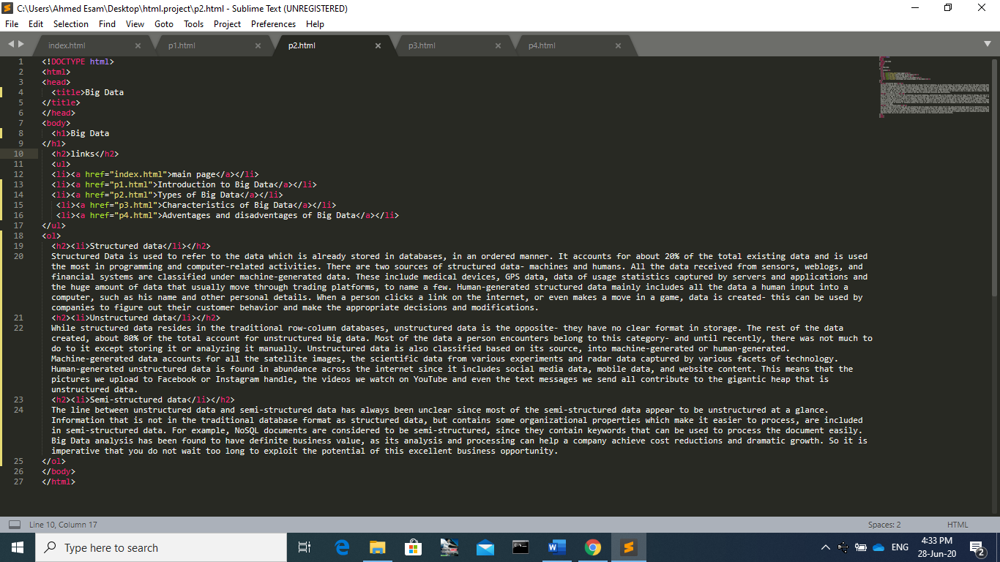 C:\Users\Ahmed Esam\Desktop\html.project\p2.html - Sublime Text (UNREGISTERED)
File Edit Selection Find View Goto Tools Project Preferences Help
index.html p1.html p2.html p3.html p4.html
1 <!DOCTYPE html>
2 <html>
3 <head>
4 <title>Big Data
5 </title>
6 </head>
7 <body>
8 <h1>Big Data
9 </h1>
10 <h2>links</h2>
11 <ul>
12 <li><a href="index.html">main page</a></li>
13 <li><a href="p1.html">Introduction to Big Data</a></li>
14 <li><a href="p2.html">Types of Big Data</a></li>
15 <li><a href="p3.html">Characteristics of Big Data</a></li>
16 <li><a href="p4.html">Adventages and disadventages of Big Data</a></li>
17 </ul>
18 <ol>
19 <h2><li>Structured data</li></h2>
20 Structured Data is used to refer to the data which is already stored in databases, in an ordered manner. It accounts for about 20% of the total existing data and is used
the most in programming and computer-related activities. There are two sources of structured data- machines and humans. All the data received from sensors, weblogs, and
financial systems are classified under machine-generated data. These include medical devices, GPS data, data of usage statistics captured by servers and applications and
the huge amount of data that usually move through trading platforms, to name a few. Human-generated structured data mainly includes all the data a human input into a
computer, such as his name and other personal details. When a person clicks a link on the internet, or even makes a move in a game, data is created- this can be used by
companies to figure out their customer behavior and make the appropriate decisions and modifications.
21 <h2><li>Unstructured data</li></h2>
22 While structured data resides in the traditional row-column databases, unstructured data is the opposite- they have no clear format in storage. The rest of the data
created, about 80% of the total account for unstructured big data. Most of the data a person encounters belong to this category- and until recently, there was not much to
do to it except storing it or analyzing it manually. Unstructured data is also classified based on its source, into machine-generated or human-generated.
Machine-generated data accounts for all the satellite images, the scientific data from various experiments and radar data captured by various facets of technology.
Human-generated unstructured data is found in abundance across the internet since it includes social media data, mobile data, and website content. This means that the
pictures we upload to Facebook or Instagram handle, the videos we watch on YouTube and even the text messages we send all contribute to the gigantic heap that is
unstructured data.
23 <h2><li>Semi-structured data</li></h2>
24 The line between unstructured data and semi-structured data has always been unclear since most of the semi-structured data appear to be unstructured at a glance.
Information that is not in the traditional database format as structured data, but contains some organizational properties which make it easier to process, are included
in semi-structured data. For example, NoSQL documents are considered to be semi-structured, since they contain keywords that can be used to process the document easily.
Big Data analysis has been found to have definite business value, as its analysis and processing can help a company achieve cost reductions and dramatic growth. So it is
imperative that you do not wait too long to exploit the potential of this excellent business opportunity.
25 </ol>
26 </body>
27 </html>
Line 10, Column 17 Spaces: 2 HTML
Type here to search
ENG
4:33 PM
28-Jun-20
2